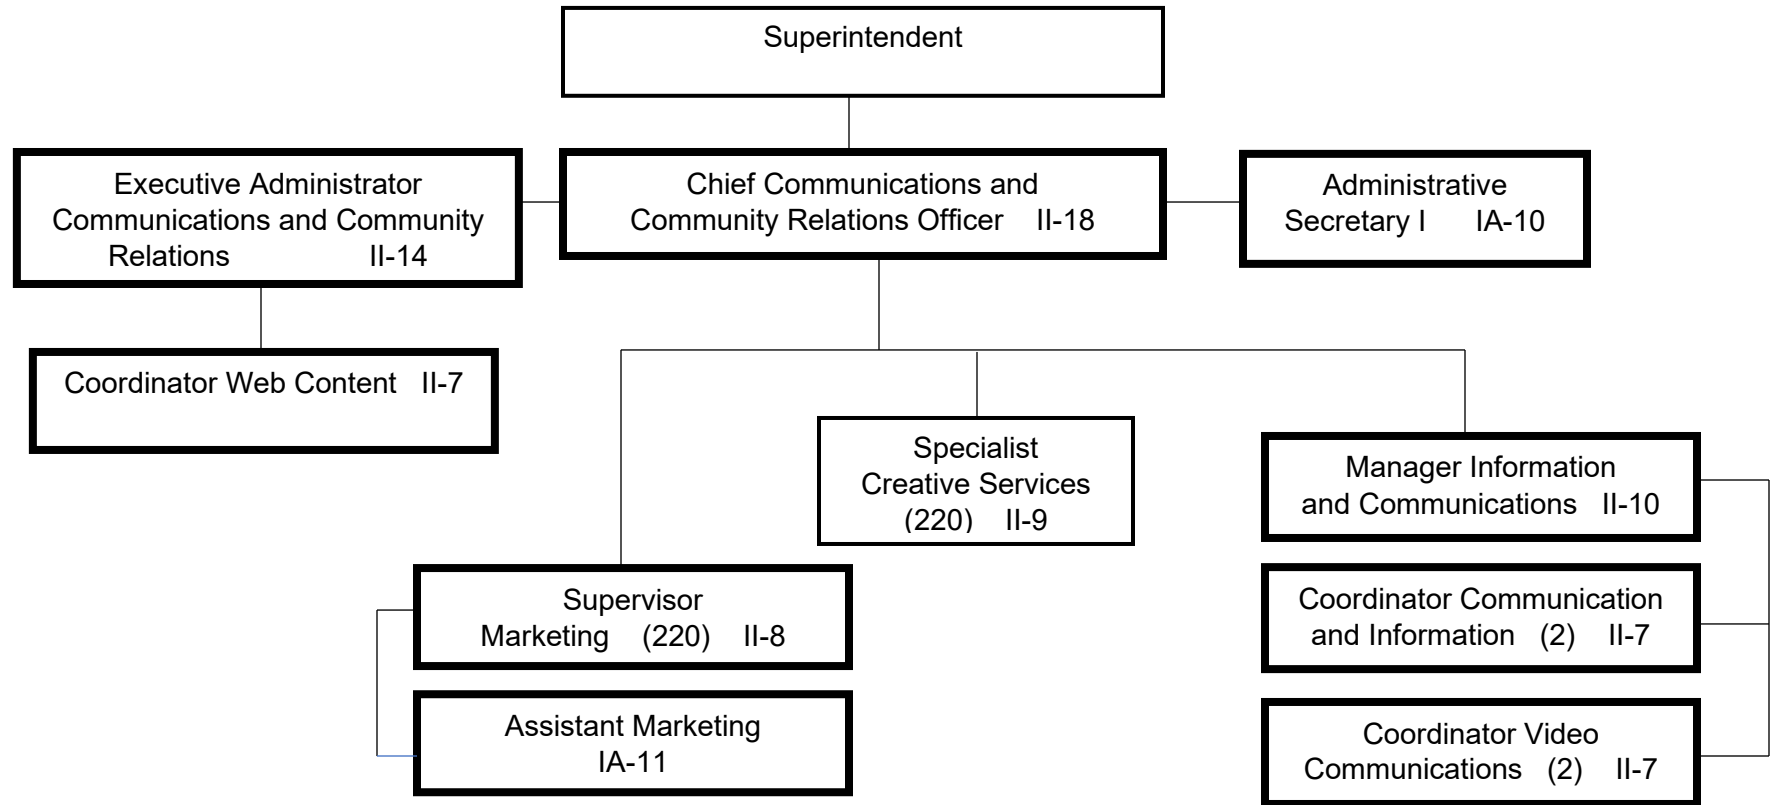 Superintendent
Executive Administrator
Communications and Community
Relations II-14
Chief Communications and
Community Relations Officer II-18
Administrative
Secretary I IA-10
Coordinator Web Content II-7
Specialist
Creative Services
(220) II-9
Manager Information
and Communications II-10
Supervisor
Marketing (220) II-8
Coordinator Communication
and Information (2) II-7
Assistant Marketing
IA-11
Coordinator Video
Communications (2) II-7